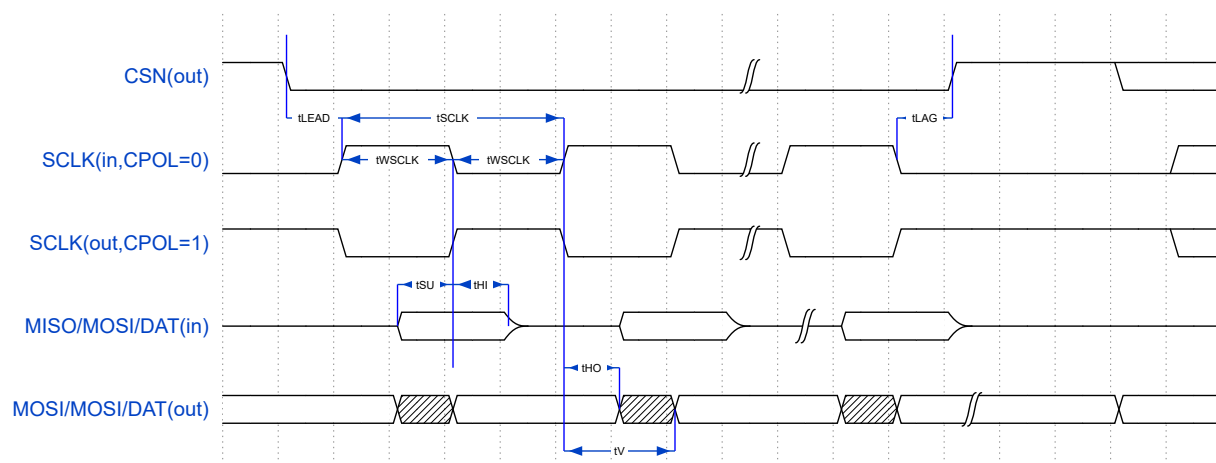 CSN(out)
tLEAD
tSCLK
tLAG
SCLK(in,CPOL=0)
tWSCLK
tWSCLK
SCLK(out,CPOL=1)
tSU
tHI
MISO/MOSI/DAT(in)
tHO
MOSI/MOSI/DAT(out)
tV